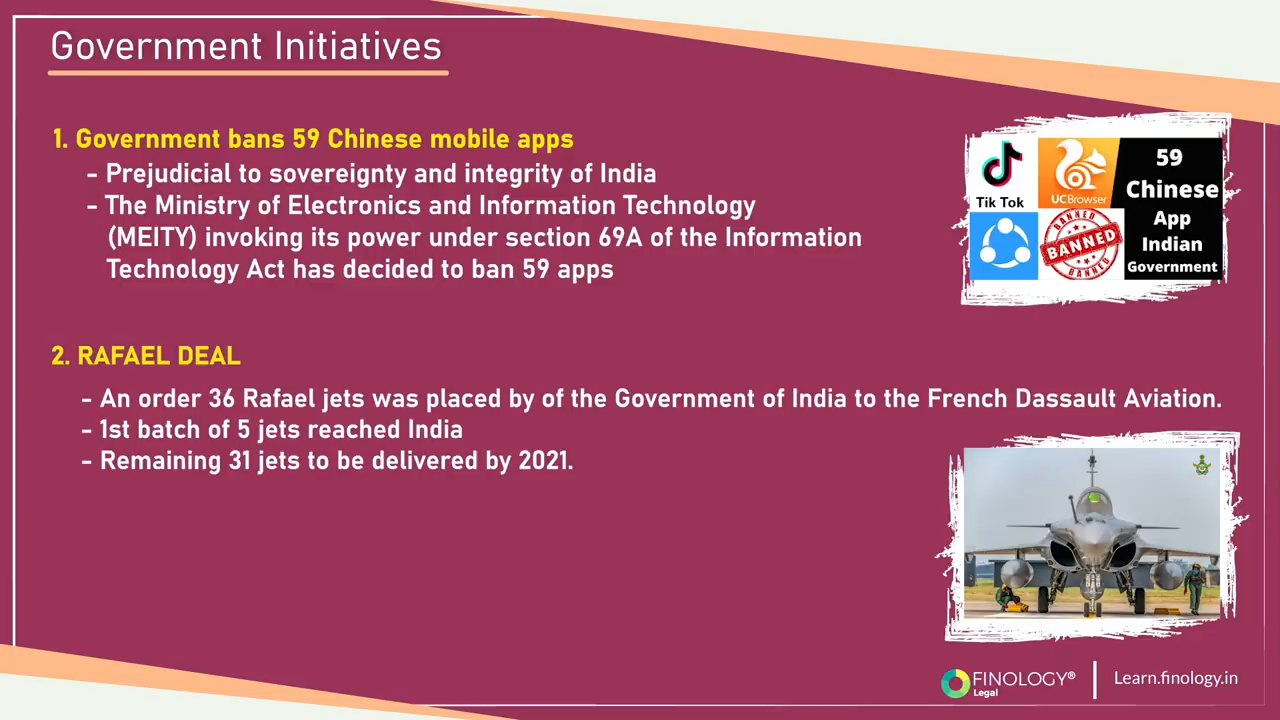 Government Initiatives
1. Government bans 59 Chinese mobile apps
- Prejudicial to sovereignty and integrity of India
- The Ministry of Electronics and Information Technology
(MEITY) invoking its power under section 69A of the Information
Technology Act has decided to ban 59 apps
Tik Tok
UCBrowser
BANNED
BANNED
BANNED
59
Chinese
App
Indian
Government
2. RAFAEL DEAL
- An order 36 Rafael jets was placed by of the Government of India to the French Dassault Aviation.
- 1st batch of 5 jets reached India
- Remaining 31 jets to be delivered by 2021.
FINOLOGY®
Legal
Learn.finology.in